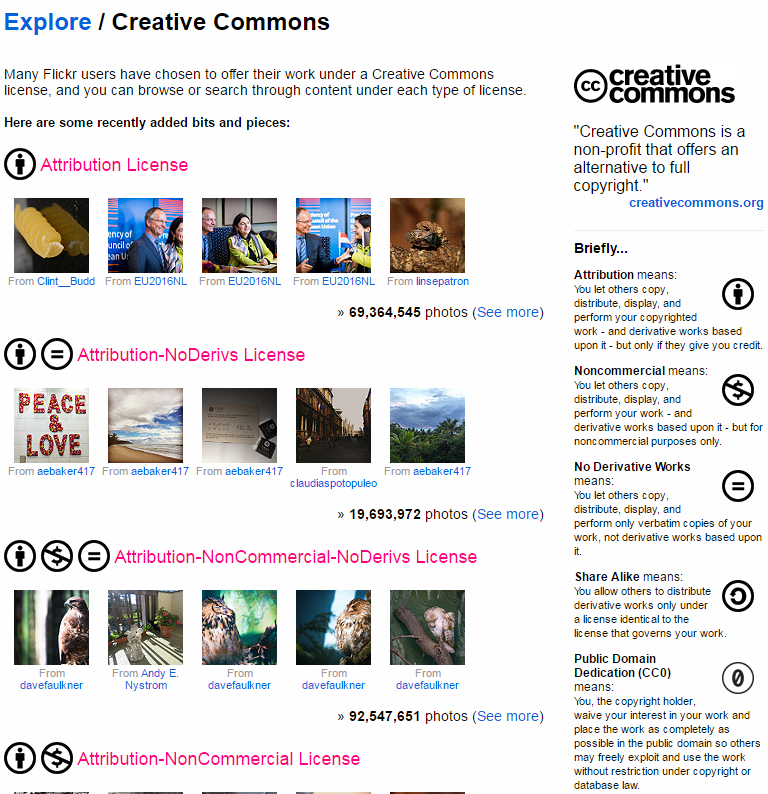 Explore / Creative Commons
Many Flickr users have chosen to offer their work under a Creative Commons
license, and you can browse or search through content under each type of license.
Here are some recently added bits and pieces:
Attribution License
From Clint__Budd From EU2016NL From EU2016NL From EU2016NL From linsepatron
» 69,364,545 photos (See more)
Attribution-NoDerivs License
PEACE
&
LOVE
From aebaker417 From aebaker417 From aebaker417 From
claudiaspotopuleo
From aebaker417
» 19,693,972 photos (See more)
Attribution-NonCommercial-NoDerivs License
From
davefaulkner
From Andy E.
Nystrom
From
davefaulkner
From
davefaulkner
From
davefaulkner
» 92,547,651 photos (See more)
Attribution-NonCommercial License
cc creative
commons
"Creative Commons is a
non-profit that offers an
alternative to full
copyright."
creativecommons.org
Briefly...
Attribution means:
You let others copy,
distribute, display, and
perform your copyrighted
work - and derivative works based
upon it - but only if they give you credit.
Noncommercial means:
You let others copy,
distribute, display, and
perform your work - and
derivative works based upon it - but for
noncommercial purposes only.
No Derivative Works
means:
You let others copy,
distribute, display, and
perform only verbatim copies of your
work, not derivative works based upon
it.
Share Alike means:
You allow others to distribute
derivative works only under
a license identical to the
license that governs your work.
Public Domain
Dedication (CC0)
means:
You, the copyright holder,
waive your interest in your work and
place the work as completely as
possible in the public domain so others
may freely exploit and use the work
without restriction under copyright or
database law.